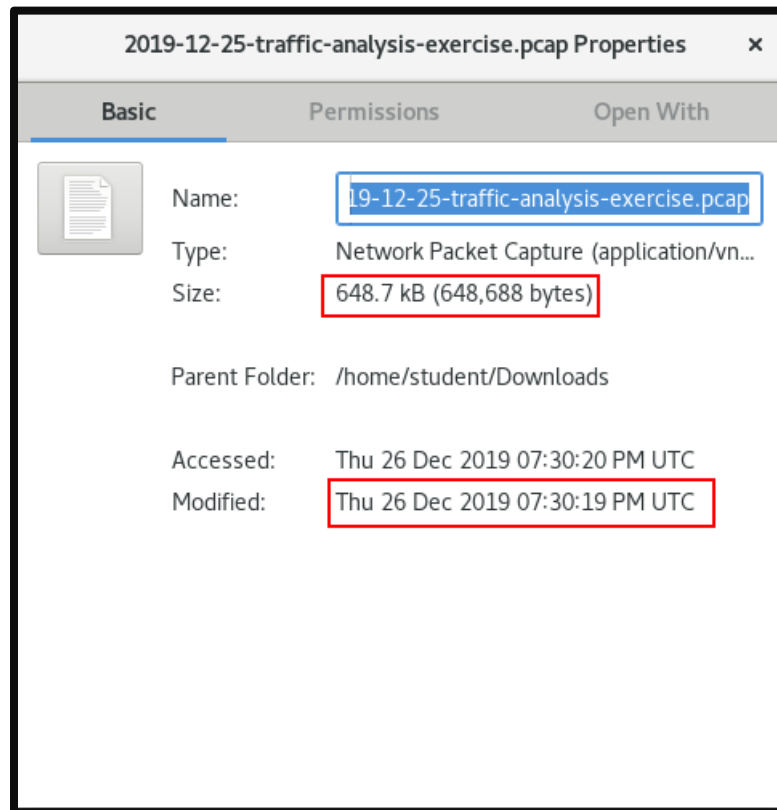 2019-12-25-traffic-analysis-exercise.pcap Properties ×
Basic Permissions Open With
Name: 19-12-25-traffic-analysis-exercise.pcap
Type: Network Packet Capture (application/vn...
Size: 648.7 kB (648,688 bytes)
Parent Folder: /home/student/Downloads
Accessed: Thu 26 Dec 2019 07:30:20 PM UTC
Modified: Thu 26 Dec 2019 07:30:19 PM UTC